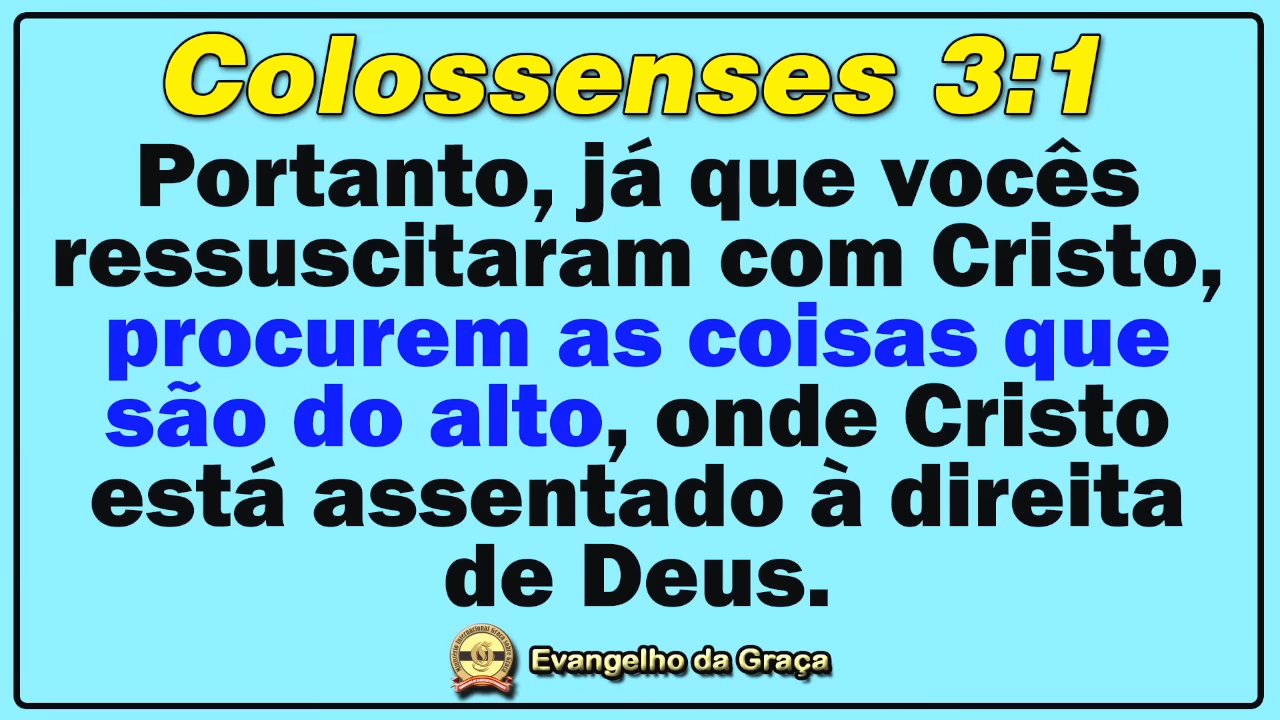 Colossenses 3:1
Portanto, já que vocês
ressuscitaram com Cristo,
procurem as coisas que
são do alto, onde Cristo
está assentado à direita
de Deus.
Evangelho da Graça